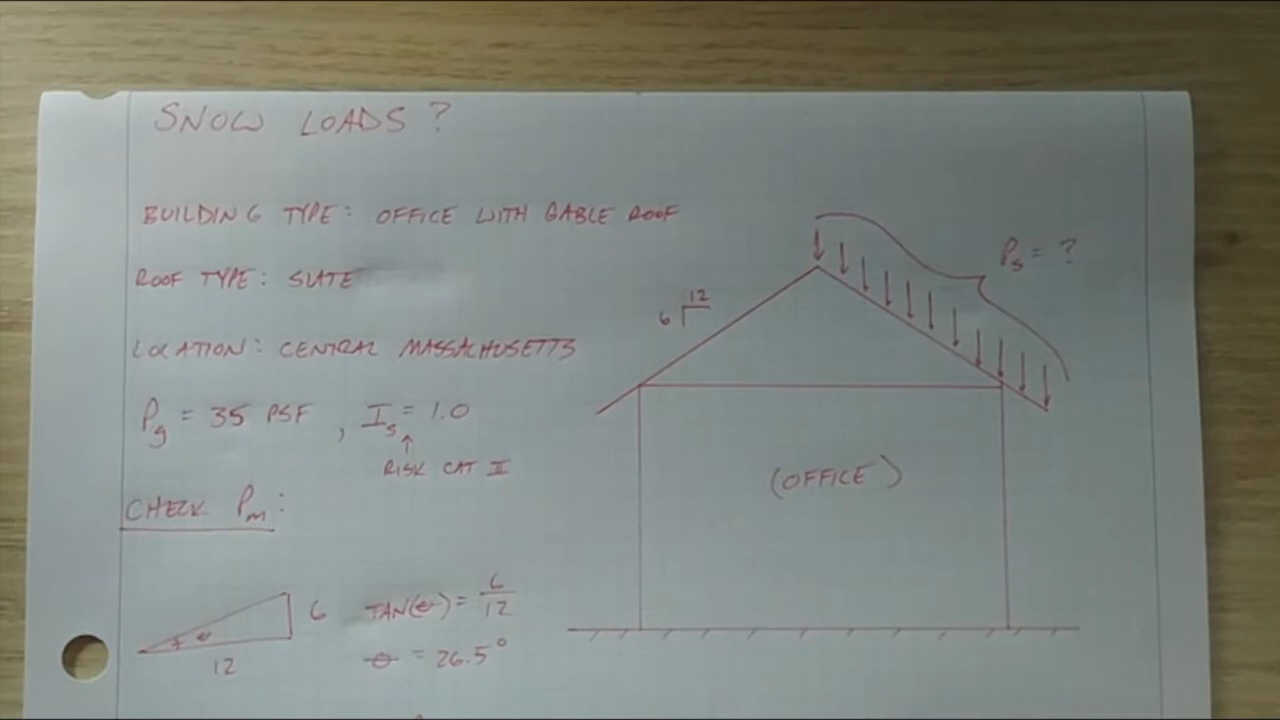 SNOW LOADS?
BUILDING TYPE: OFFICE WITH GABLE ROOF
ROOF TYPE: SLATE
LOCATION: CENTRAL MASSACHUSETTS
Pg = 35 PSF , Is = 1.0
↑
RISK CAT II
CHECK Pm:
6
12
TAN(θ) = 6/12
θ = 26.5°
Ps = ?
12
6
(OFFICE)